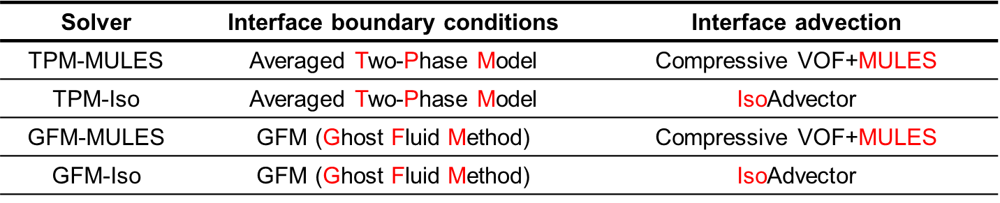 Solver Interface boundary conditions Interface advection
TPM-MULES Averaged Two-Phase Model Compressive VOF+MULES
TPM-Iso Averaged Two-Phase Model IsoAdvector
GFM-MULES GFM (Ghost Fluid Method) Compressive VOF+MULES
GFM-Iso GFM (Ghost Fluid Method) IsoAdvector